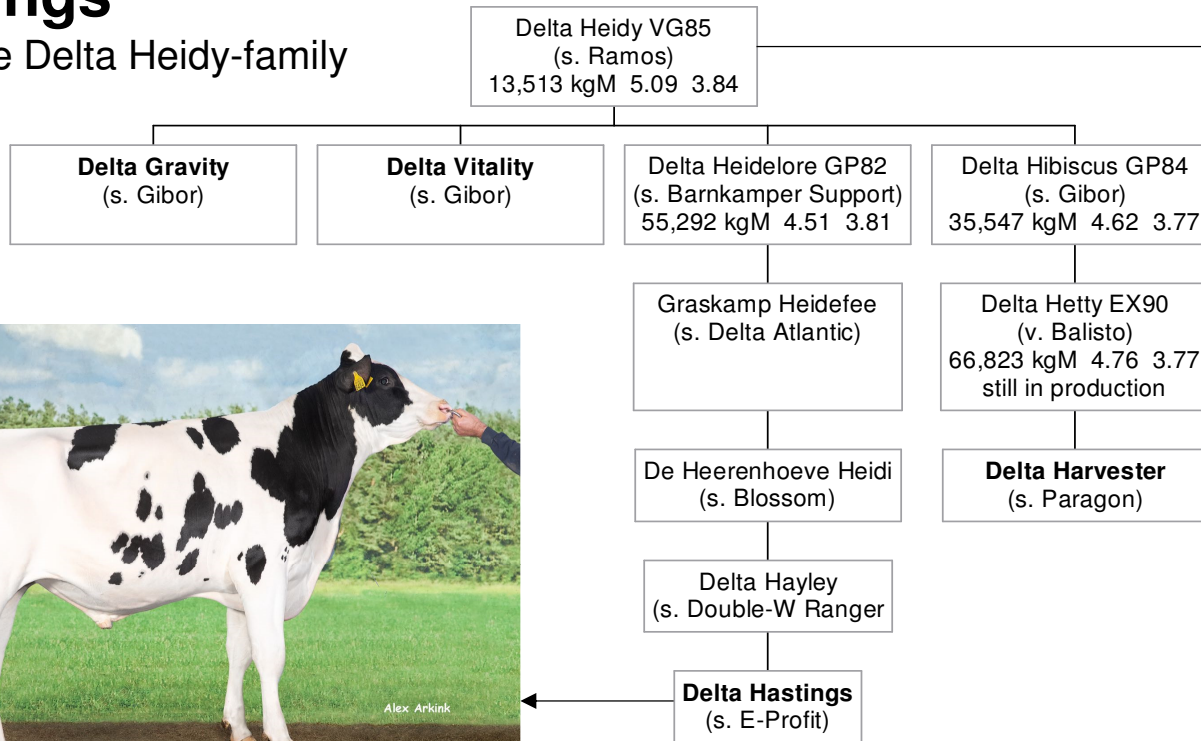 ngs
e Delta Heidy-family
Delta Heidy VG85
(s. Ramos)
13,513 kgM 5.09 3.84
Delta Gravity
(s. Gibor)
Delta Vitality
(s. Gibor)
Delta Heidelore GP82
(s. Barnkamper Support)
55,292 kgM 4.51 3.81
Delta Hibiscus GP84
(s. Gibor)
35,547 kgM 4.62 3.77
Graskamp Heidefee
(s. Delta Atlantic)
Delta Hetty EX90
(v. Balisto)
66,823 kgM 4.76 3.77
still in production
De Heerenhoeve Heidi
(s. Blossom)
Delta Harvester
(s. Paragon)
Delta Hayley
(s. Double-W Ranger
Delta Hastings
(s. E-Profit)
Alex Arkink